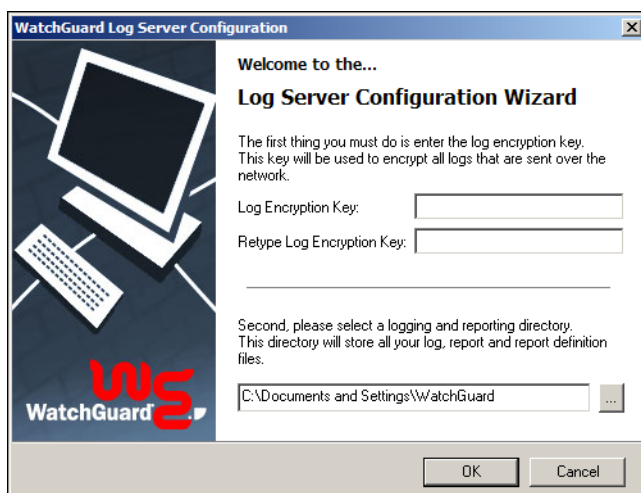 WatchGuard Log Server Configuration
Welcome to the...
Log Server Configuration Wizard
The first thing you must do is enter the log encryption key.
This key will be used to encrypt all logs that are sent over the
network.
Log Encryption Key:
Retype Log Encryption Key:
Second, please select a logging and reporting directory.
This directory will store all your log, report and report definition
files.
C:\Documents and Settings\WatchGuard
...
WatchGuard
OK
Cancel